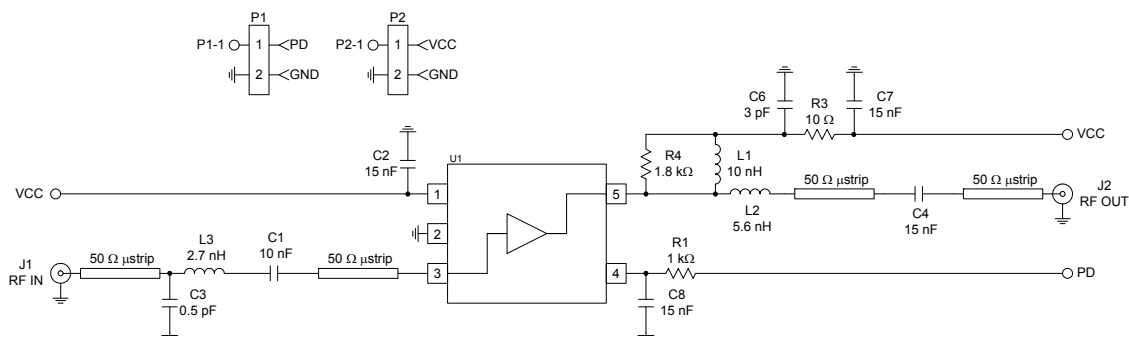 P1
P2
P1-1 1 PD
P2-1 1 VCC
2 GND
2 GND
C6
3 pF
R3
10 Ω
C7
15 nF
VCC
C2
15 nF
U1
R4
1.8 kΩ
L1
10 nH
VCC
1
5
50 Ω μstrip
50 Ω μstrip
J2
RF OUT
L2
5.6 nH
C4
15 nF
2
L3
2.7 nH
C1
10 nF
R1
1 kΩ
J1
RF IN
50 Ω μstrip
50 Ω μstrip
3
4
PD
C3
0.5 pF
C8
15 nF